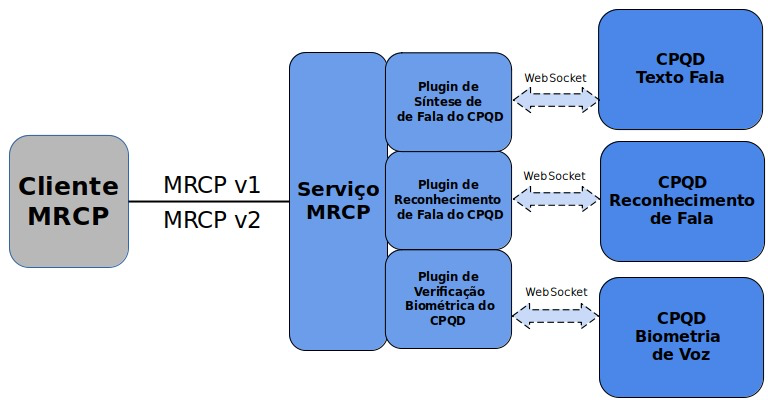 Cliente
MRCP
MRCP v1
MRCP v2
Serviço
MRCP
Plugin de
Síntese de
de Fala do CPQD
Plugin de
Reconhecimento
de Fala do CPQD
Plugin de
Verificação
Biométrica do
CPQD
WebSocket
WebSocket
WebSocket
CPQD
Texto Fala
CPQD
Reconhecimento
de Fala
CPQD
Biometria
de Voz